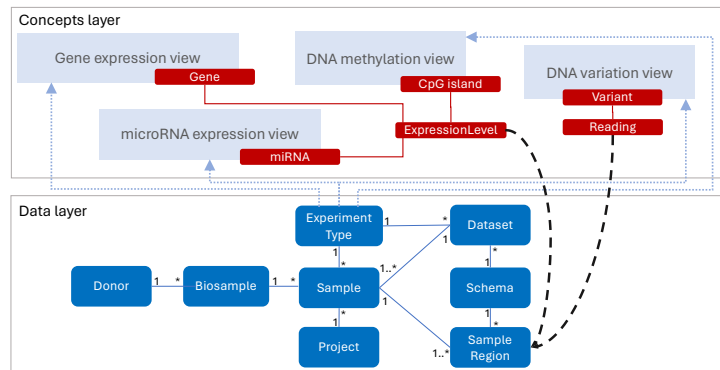 Concepts layer
Gene expression view
Gene
DNA methylation view
CpG island
DNA variation view
Variant
Reading
ExpressionLevel
microRNA expression view
miRNA
Data layer
Experiment
Type
1
*
Dataset
1
*
1
1..*
1
*
Donor
1
*
Biosample
1
*
Sample
1
Schema
*
1
1
*
Project
1..*
Sample
Region